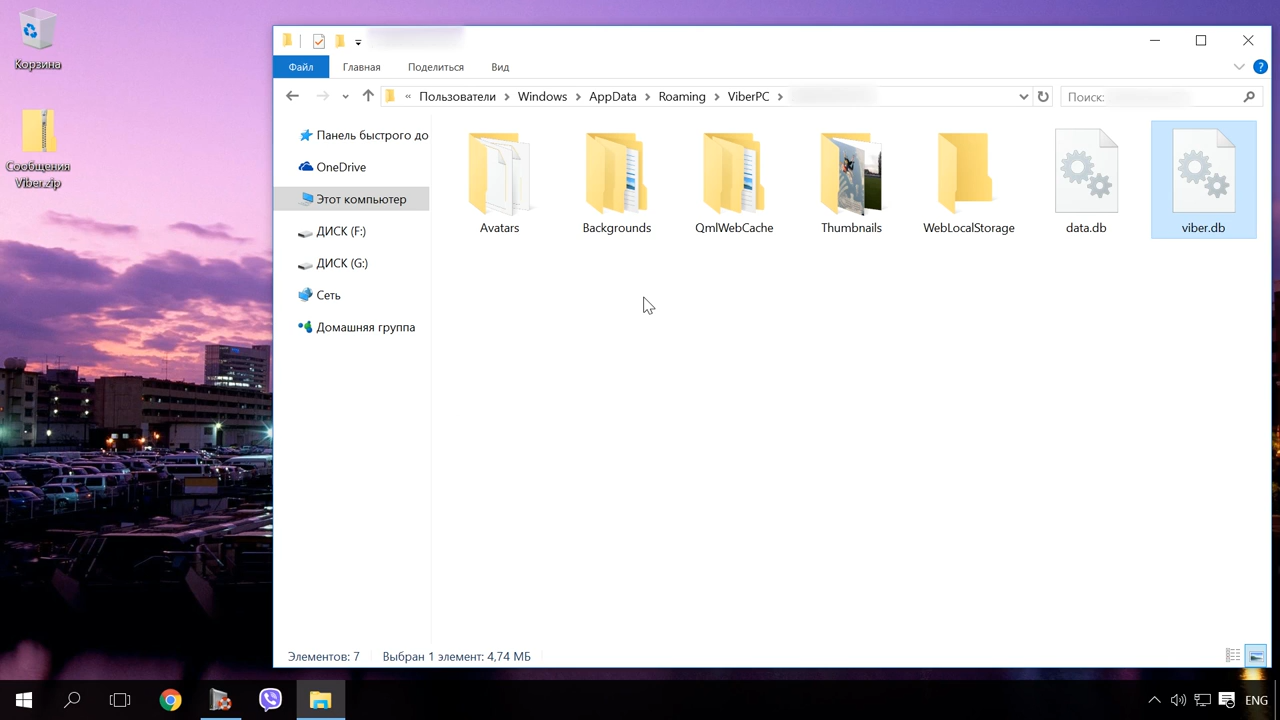 Корзина
Сообщения
Viber.zip
Файл
Главная
Поделиться
Вид
?
« Пользователи > Windows > AppData > Roaming > ViberPC >
Поиск:
Панель быстрого до
OneDrive
Этот компьютер
ДИСК (F:)
ДИСК (G:)
Сеть
Домашняя группа
Avatars
Backgrounds
QmlWebCache
Thumbnails
WebLocalStorage
data.db
viber.db
Элементов: 7
Выбран 1 элемент: 4,74 МБ
ENG